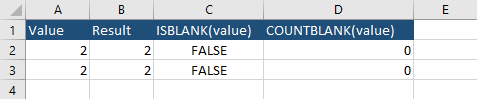 A B C D E
1 Value Result ISBLANK(value) COUNTBLANK(value)
2 2 2 FALSE 0
3 2 2 FALSE 0
4